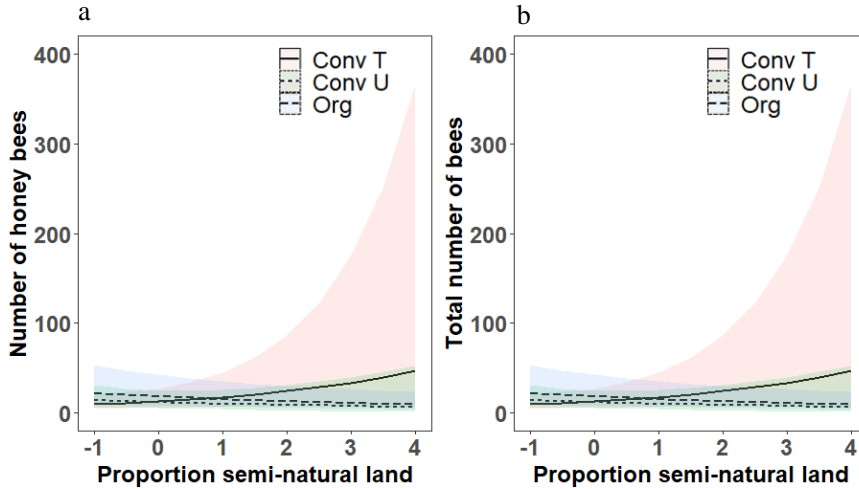 a
400
300
200
100
0
Number of honey bees
Conv T
Conv U
Org
-1 0 1 2 3 4
Proportion semi-natural land
b
400
300
200
100
0
Total number of bees
Conv T
Conv U
Org
-1 0 1 2 3 4
Proportion semi-natural land